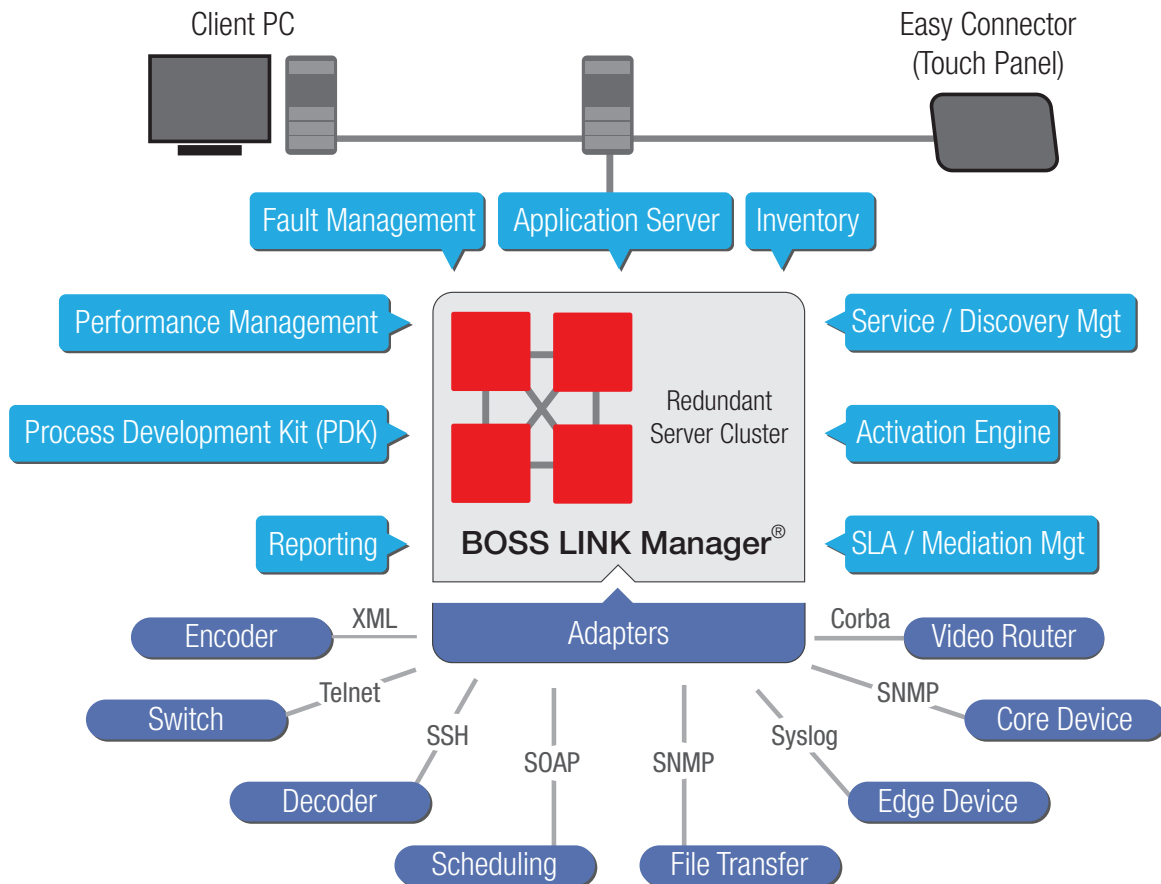 Client PC
Easy Connector
(Touch Panel)
Fault Management
Application Server
Inventory
Performance Management
Service / Discovery Mgt
Redundant
Server Cluster
Process Development Kit (PDK)
Activation Engine
Reporting
BOSS LINK Manager®
SLA / Mediation Mgt
XML
Corba
Encoder
Adapters
Video Router
Telnet
SNMP
Switch
Core Device
SSH
SOAP
SNMP
Syslog
Decoder
Edge Device
Scheduling
File Transfer